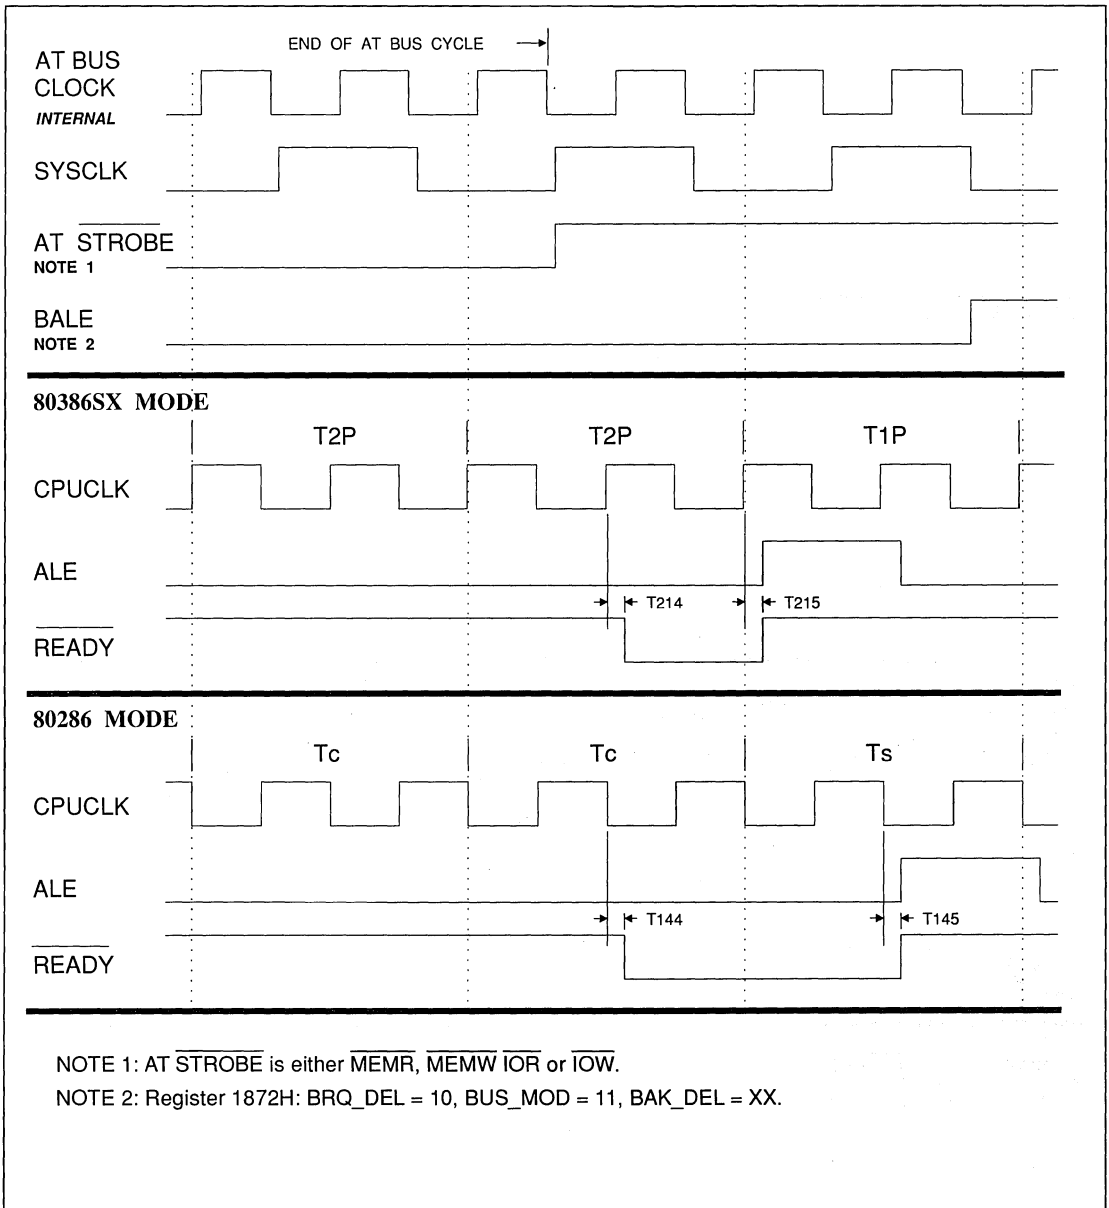 END OF AT BUS CYCLE
AT BUS
CLOCK
INTERNAL
SYSCLK
AT STROBE
NOTE 1
BALE
NOTE 2
80386SX MODE
T2P T2P T1P
CPUCLK
ALE
T214 T215
READY
80286 MODE
Tc Tc Ts
CPUCLK
ALE
T144 T145
READY
NOTE 1: AT STROBE is either MEMR, MEMW IOR or IOW.
NOTE 2: Register 1872H: BRQ_DEL = 10, BUS_MOD = 11, BAK_DEL = XX.